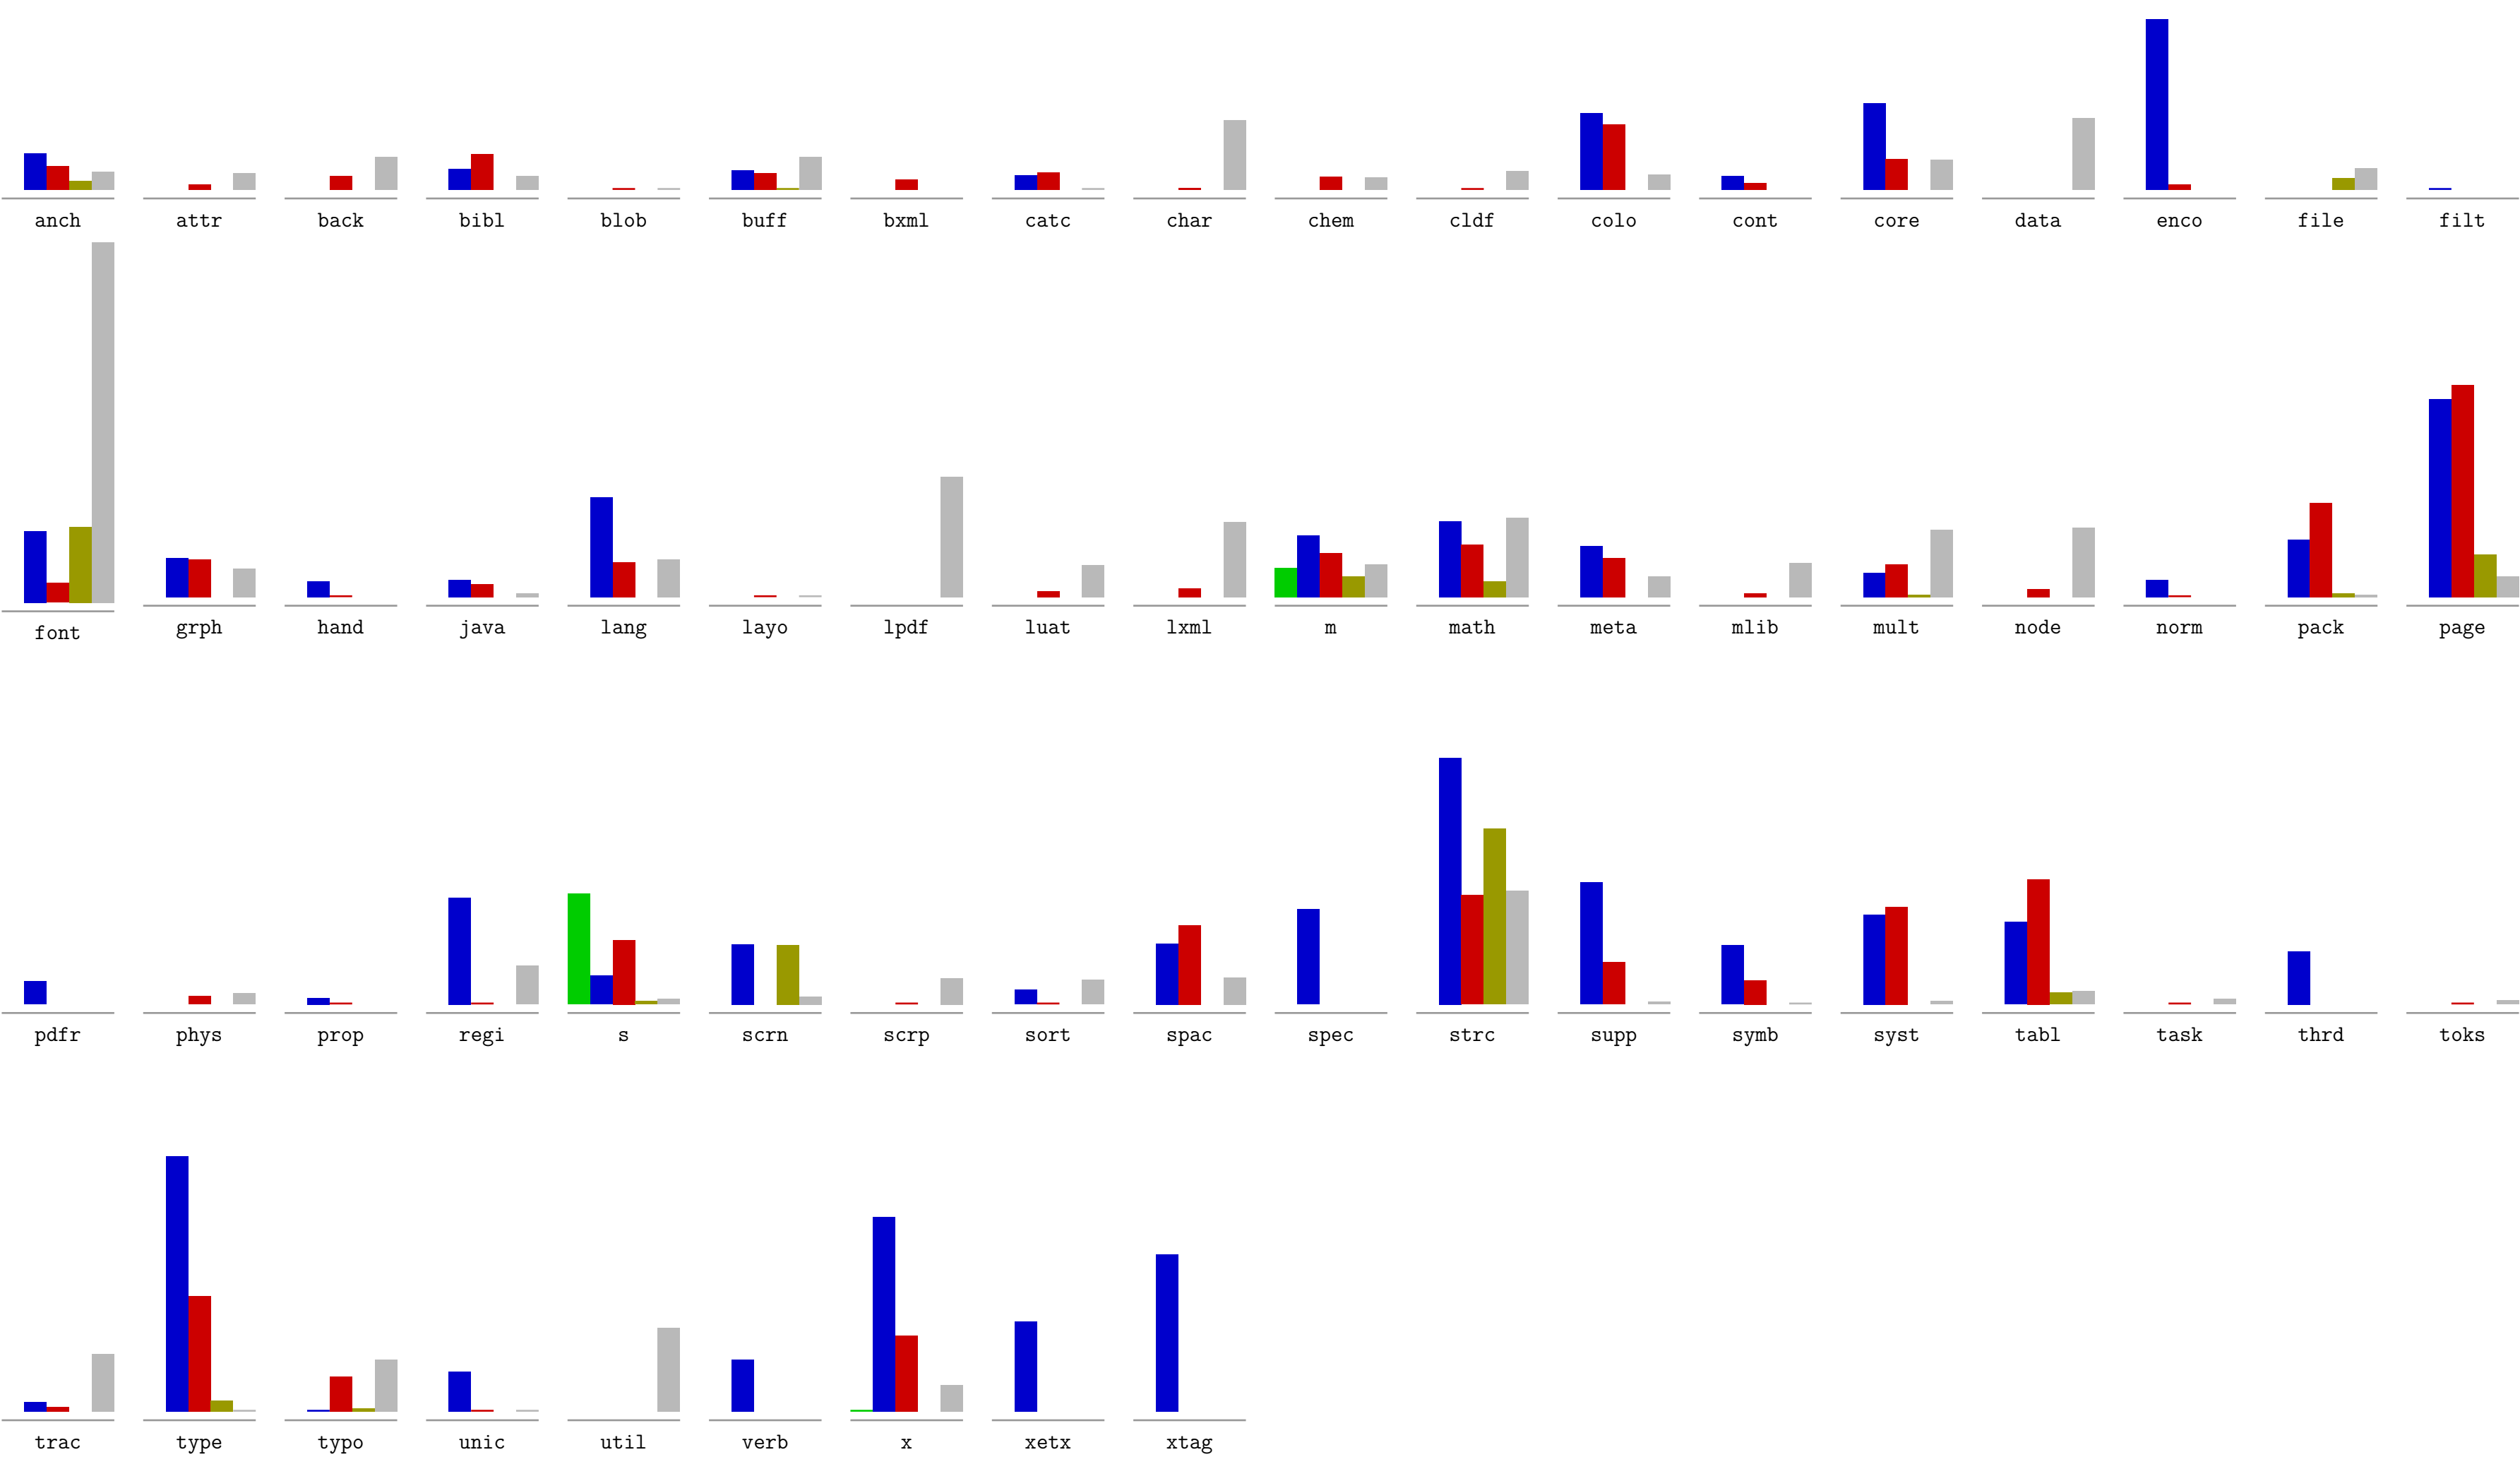 anch attr back bibl blob buff bxml catc char chem cldf colo cont core data enco file filt
font grph hand java lang layo lpdf luat lxml m math meta mlib mult node norm pack page
pdfr phys prop regi s scrn scrp sort spac spec strc supp symb syst tabl task thrd toks
trac type typo unic util verb x xetx xtag